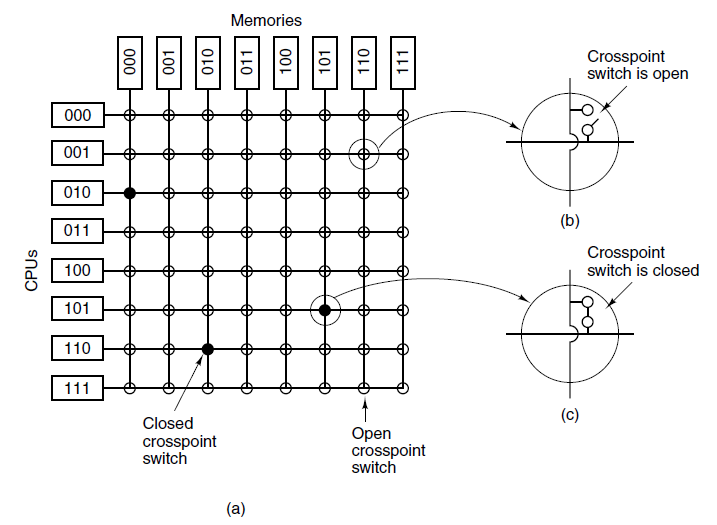 Memories
000
001
010
011
100
101
110
111
CPUs
000
001
010
011
100
101
110
111
Closed
crosspoint
switch
Open
crosspoint
switch
(a)
Crosspoint
switch is open
(b)
Crosspoint
switch is closed
(c)